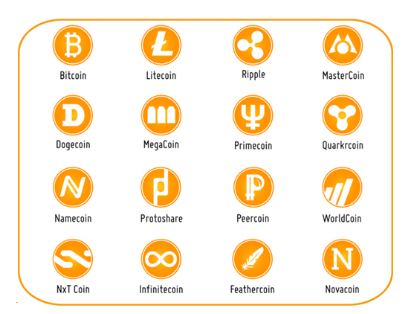 Bitcoin Litecoin Ripple MasterCoin
Dogecoin MegaCoin Primecoin Quarkrcoin
Namecoin Protoshare Peercoin WorldCoin
NxT Coin Infinitecoin Feathercoin Novacoin